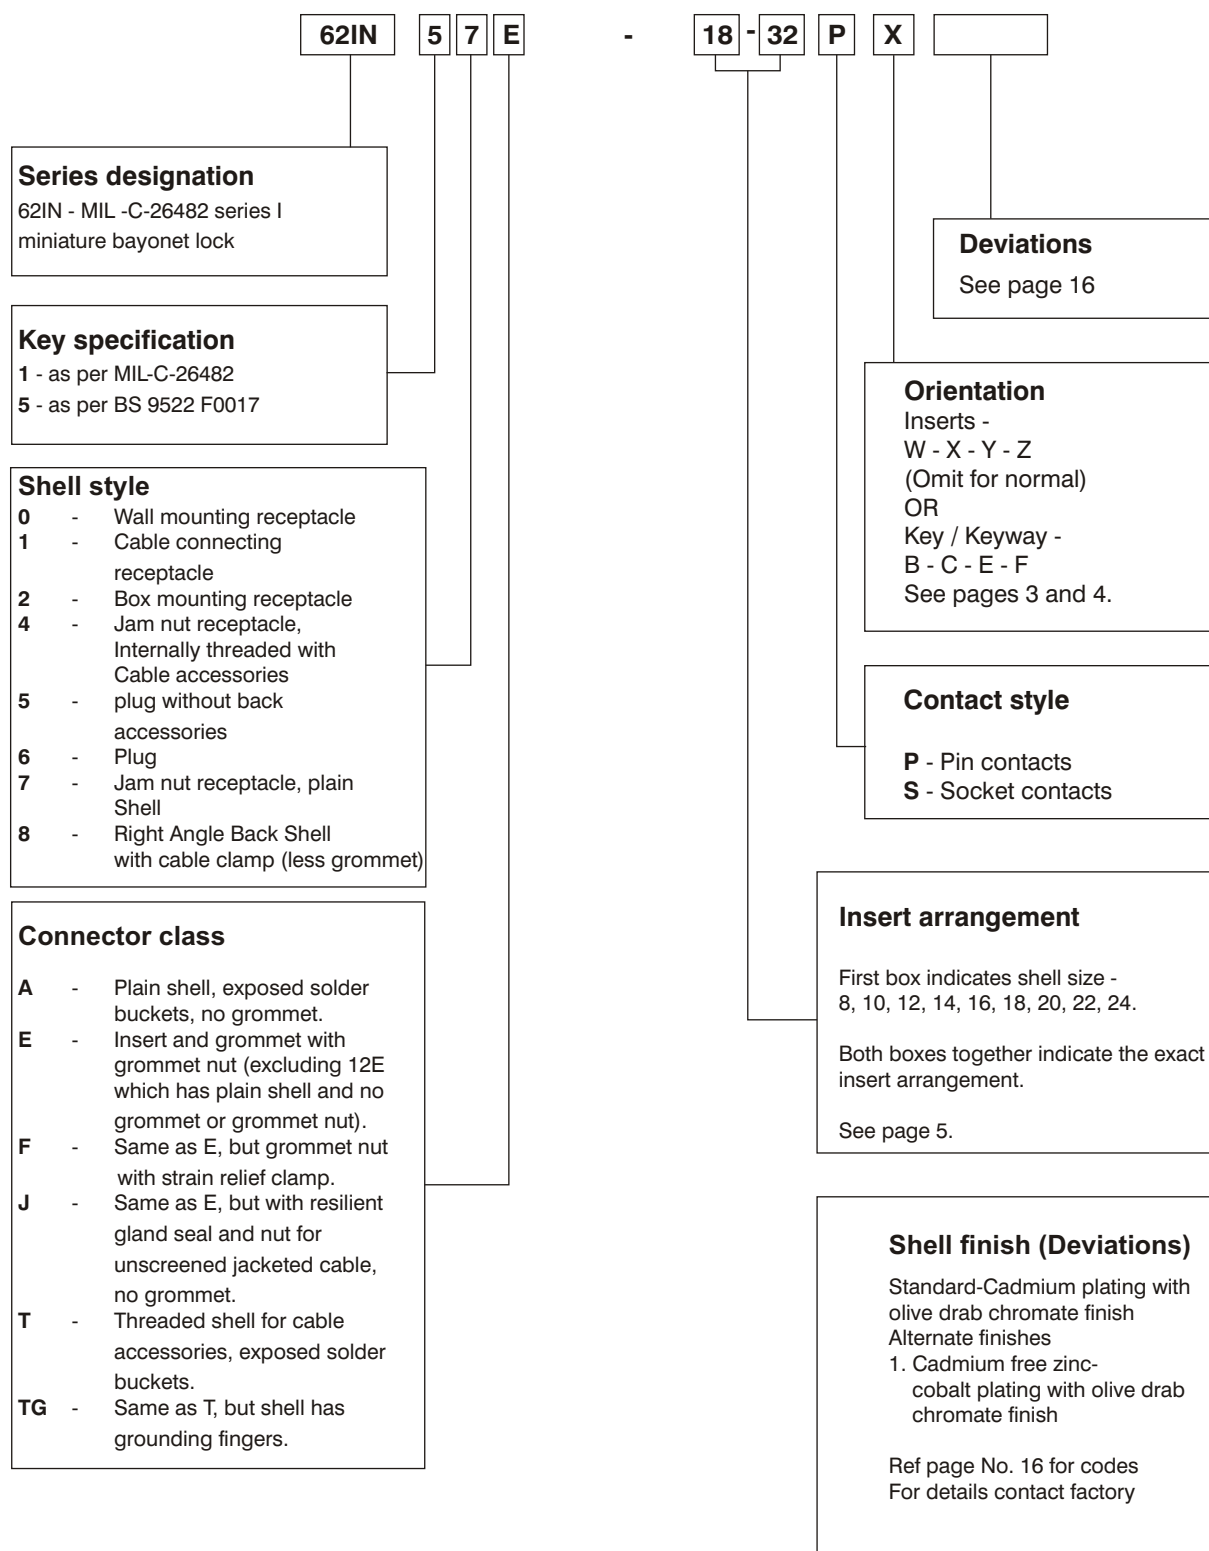 62IN 5 7 E - 18 - 32 P X
Series designation
62IN - MIL -C-26482 series I
miniature bayonet lock
Key specification
1 - as per MIL-C-26482
5 - as per BS 9522 F0017
Shell style
0 - Wall mounting receptacle
1 - Cable connecting
receptacle
2 - Box mounting receptacle
4 - Jam nut receptacle,
Internally threaded with
Cable accessories
5 - plug without back
accessories
6 - Plug
7 - Jam nut receptacle, plain
Shell
8 - Right Angle Back Shell
with cable clamp (less grommet)
Connector class
A - Plain shell, exposed solder
buckets, no grommet.
E - Insert and grommet with
grommet nut (excluding 12E
which has plain shell and no
grommet or grommet nut).
F - Same as E, but grommet nut
with strain relief clamp.
J - Same as E, but with resilient
gland seal and nut for
unscreened jacketed cable,
no grommet.
T - Threaded shell for cable
accessories, exposed solder
buckets.
TG - Same as T, but shell has
grounding fingers.
Deviations
See page 16
Orientation
Inserts -
W - X - Y - Z
(Omit for normal)
OR
Key / Keyway -
B - C - E - F
See pages 3 and 4.
Contact style
P - Pin contacts
S - Socket contacts
Insert arrangement
First box indicates shell size -
8, 10, 12, 14, 16, 18, 20, 22, 24.
Both boxes together indicate the exact
insert arrangement.
See page 5.
Shell finish (Deviations)
Standard-Cadmium plating with
olive drab chromate finish
Alternate finishes
1. Cadmium free zinc-
cobalt plating with olive drab
chromate finish
Ref page No. 16 for codes
For details contact factory